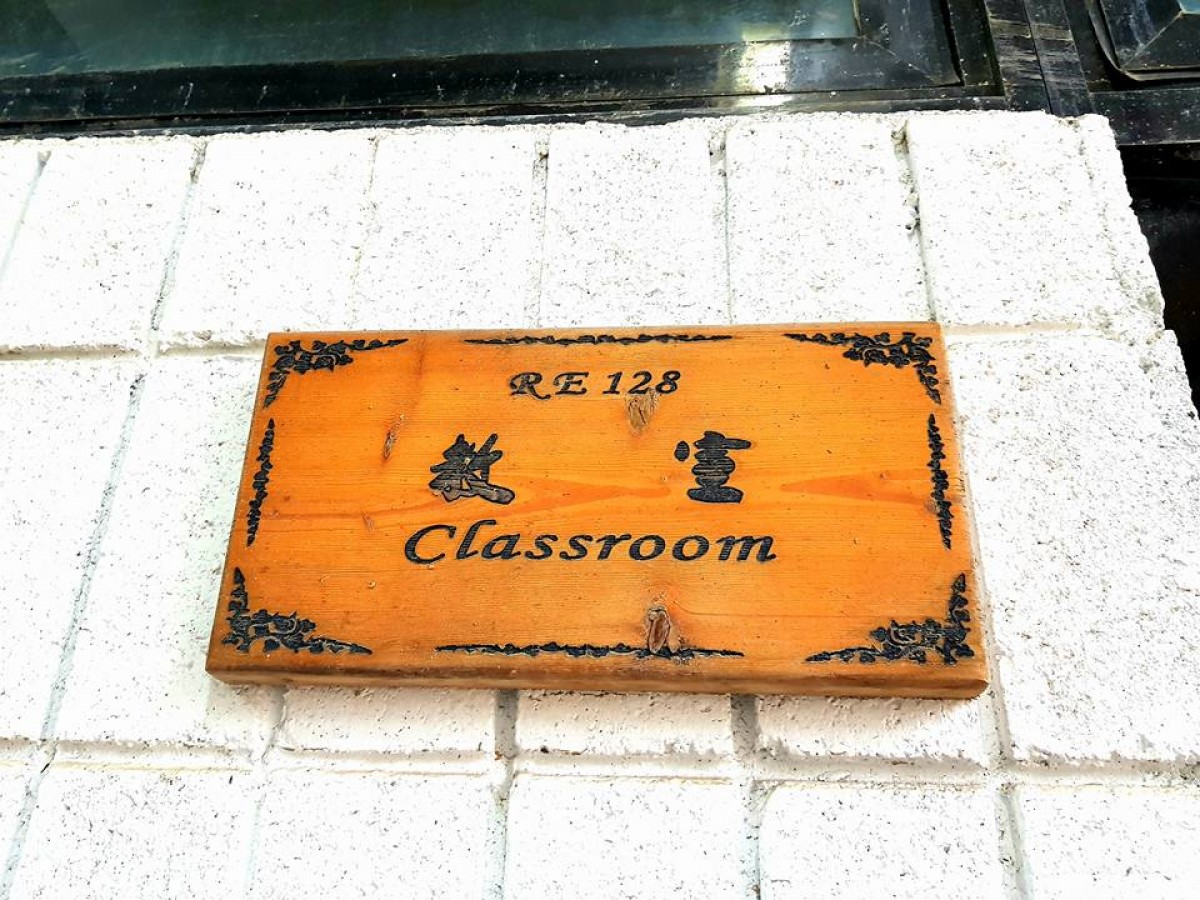 RE 128
教室
Classroom